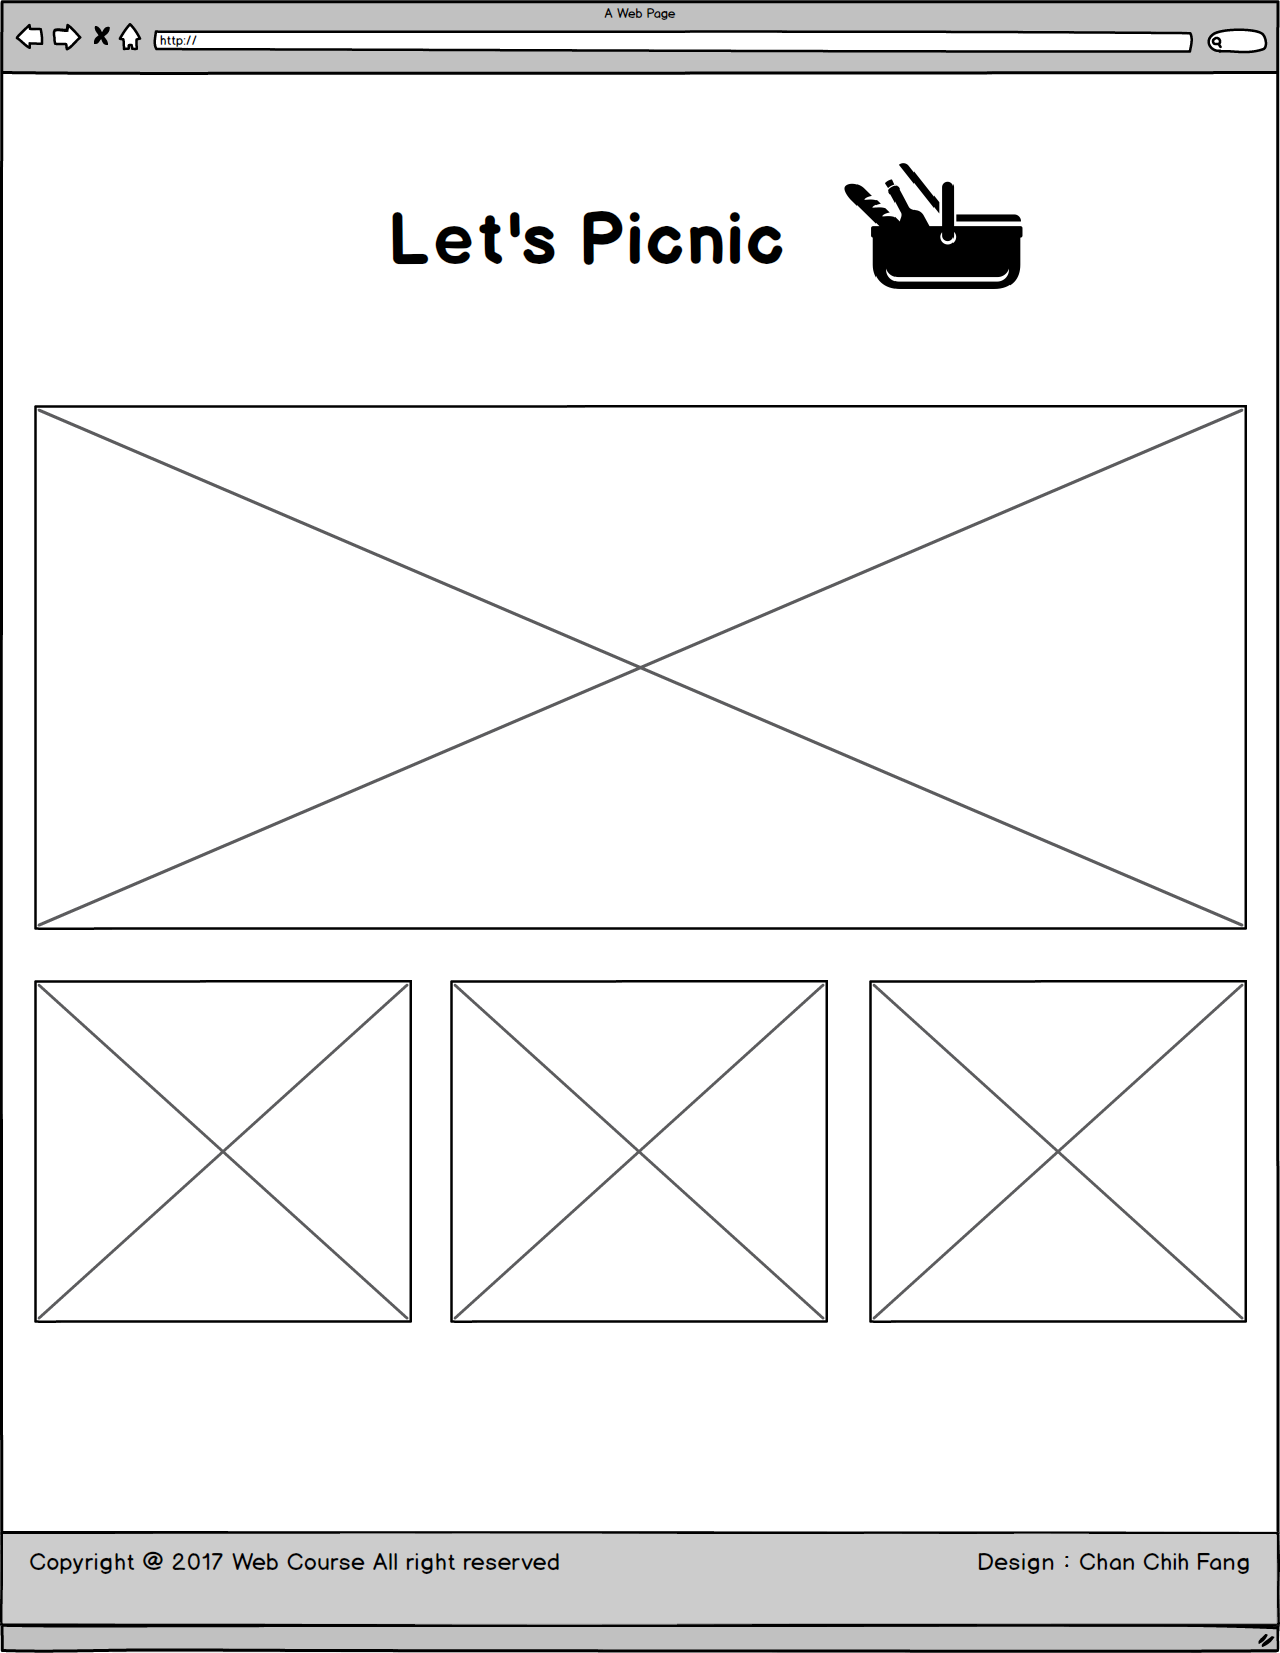 A Web Page
http://
Let's Picnic
Copyright @ 2017 Web Course All right reserved
Design : Chan Chih Fang